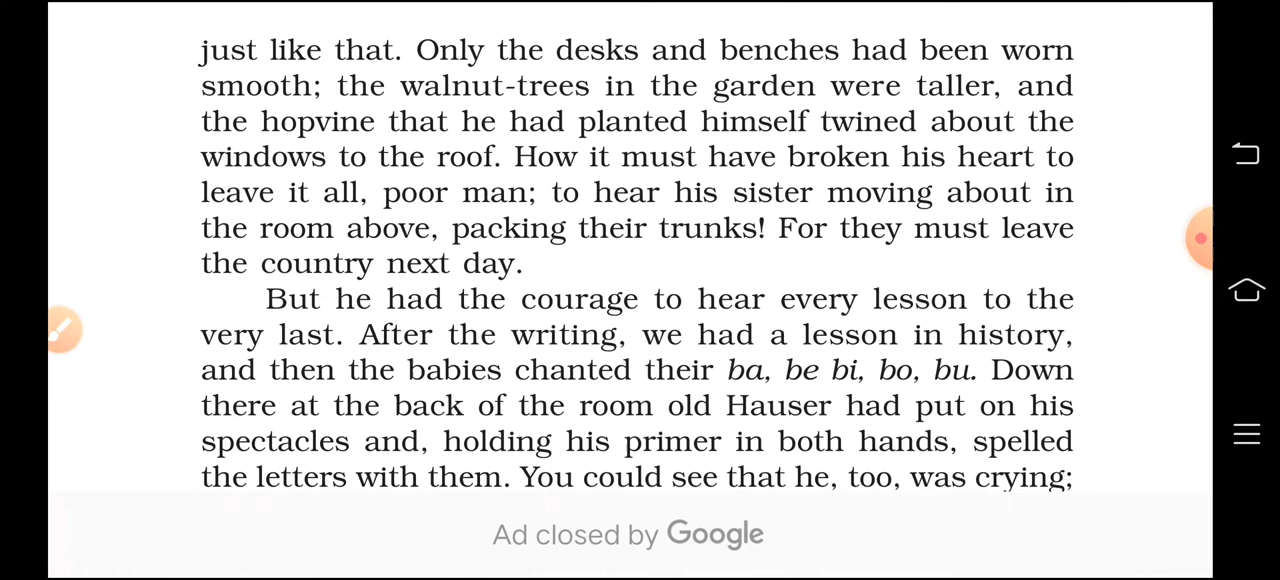 just like that. Only the desks and benches had been worn
smooth; the walnut-trees in the garden were taller, and
the hopvine that he had planted himself twined about the
windows to the roof. How it must have broken his heart to
leave it all, poor man; to hear his sister moving about in
the room above, packing their trunks! For they must leave
the country next day.
But he had the courage to hear every lesson to the
very last. After the writing, we had a lesson in history,
and then the babies chanted their ba, be bi, bo, bu. Down
there at the back of the room old Hauser had put on his
spectacles and, holding his primer in both hands, spelled
the letters with them. You could see that he, too, was crying;
Ad closed by Google